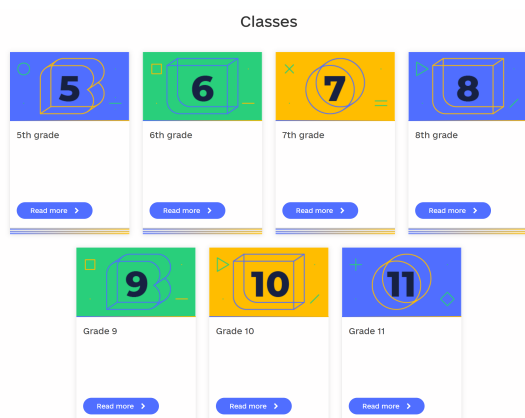 Classes
5
6
7
8
5th grade
6th grade
7th grade
8th grade
Read more
Read more
Read more
Read more
9
10
11
Grade 9
Grade 10
Grade 11
Read more
Read more
Read more